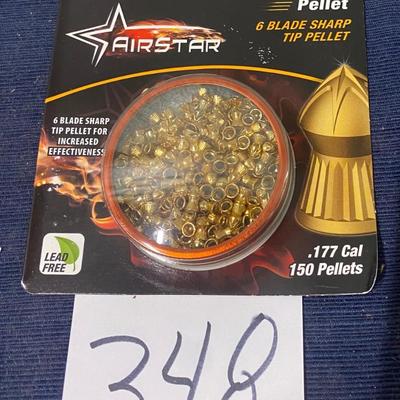 Pellet
6 BLADE SHARP
TIP PELLET
AIRSTAR
6 BLADE SHARP
TIP PELLET FOR
INCREASED
EFFECTIVENESS
LEAD
FREE
.177 Cal
150 Pellets
348